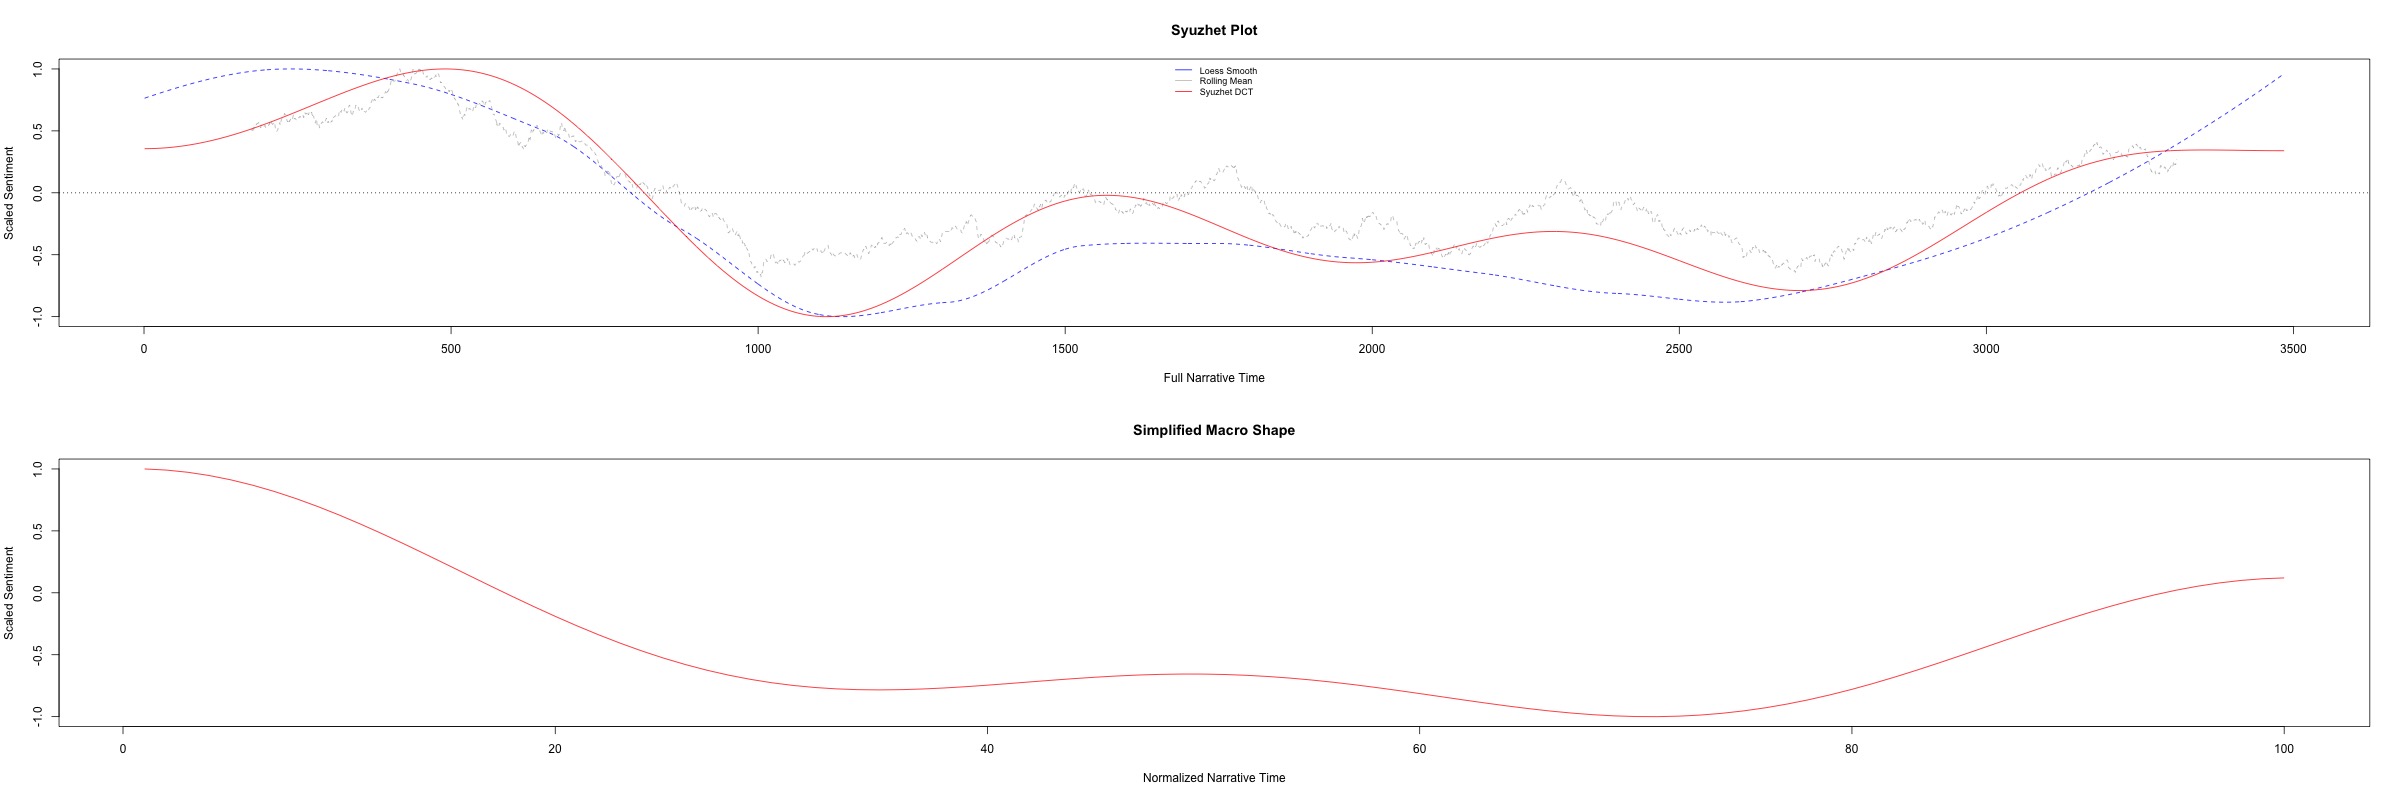 Syuzhet Plot
Loess Smooth
Rolling Mean
Syuzhet DCT
Scaled Sentiment
1.0
0.5
0.0
-0.5
-1.0
0 500 1000 1500 2000 2500 3000 3500
Full Narrative Time
Simplified Macro Shape
Scaled Sentiment
1.0
0.5
0.0
-0.5
-1.0
0 20 40 60 80 100
Normalized Narrative Time